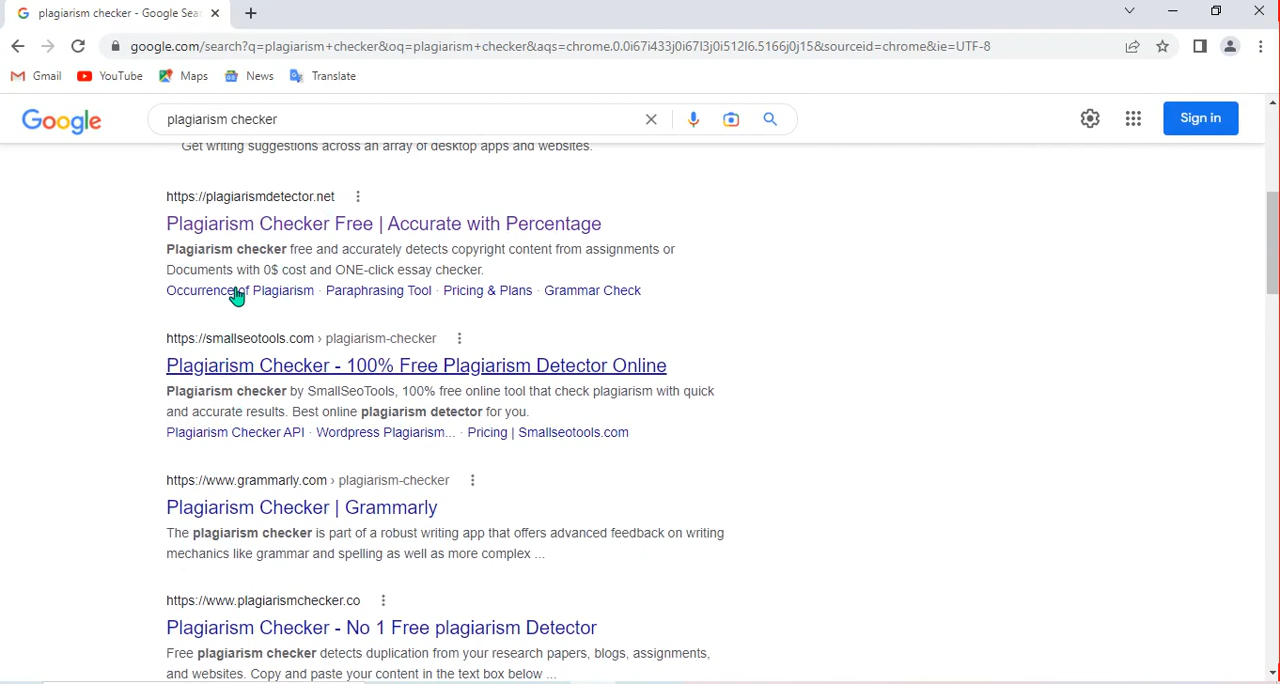 plagiarism checker - Google Sea
google.com/search?q=plagiarism+checker&oq=plagiarism+checker&aqs=chrome.0.0i67i433j0i67l3j0i512l6.5166j0j15&sourceid=chrome&ie=UTF-8
Gmail YouTube Maps News Translate
Google plagiarism checker Sign in
Get writing suggestions across an array of desktop apps and websites.
https://plagiarismdetector.net
Plagiarism Checker Free | Accurate with Percentage
Plagiarism checker free and accurately detects copyright content from assignments or
Documents with 0$ cost and ONE-click essay checker.
Occurrence of Plagiarism · Paraphrasing Tool · Pricing & Plans · Grammar Check
https://smallseotools.com › plagiarism-checker
Plagiarism Checker - 100% Free Plagiarism Detector Online
Plagiarism checker by SmallSeoTools, 100% free online tool that check plagiarism with quick
and accurate results. Best online plagiarism detector for you.
Plagiarism Checker API · Wordpress Plagiarism... · Pricing | Smallseotools.com
https://www.grammarly.com › plagiarism-checker
Plagiarism Checker | Grammarly
The plagiarism checker is part of a robust writing app that offers advanced feedback on writing
mechanics like grammar and spelling as well as more complex ...
https://www.plagiarismchecker.co
Plagiarism Checker - No 1 Free plagiarism Detector
Free plagiarism checker detects duplication from your research papers, blogs, assignments,
and websites. Copy and paste your content in the text box below ...